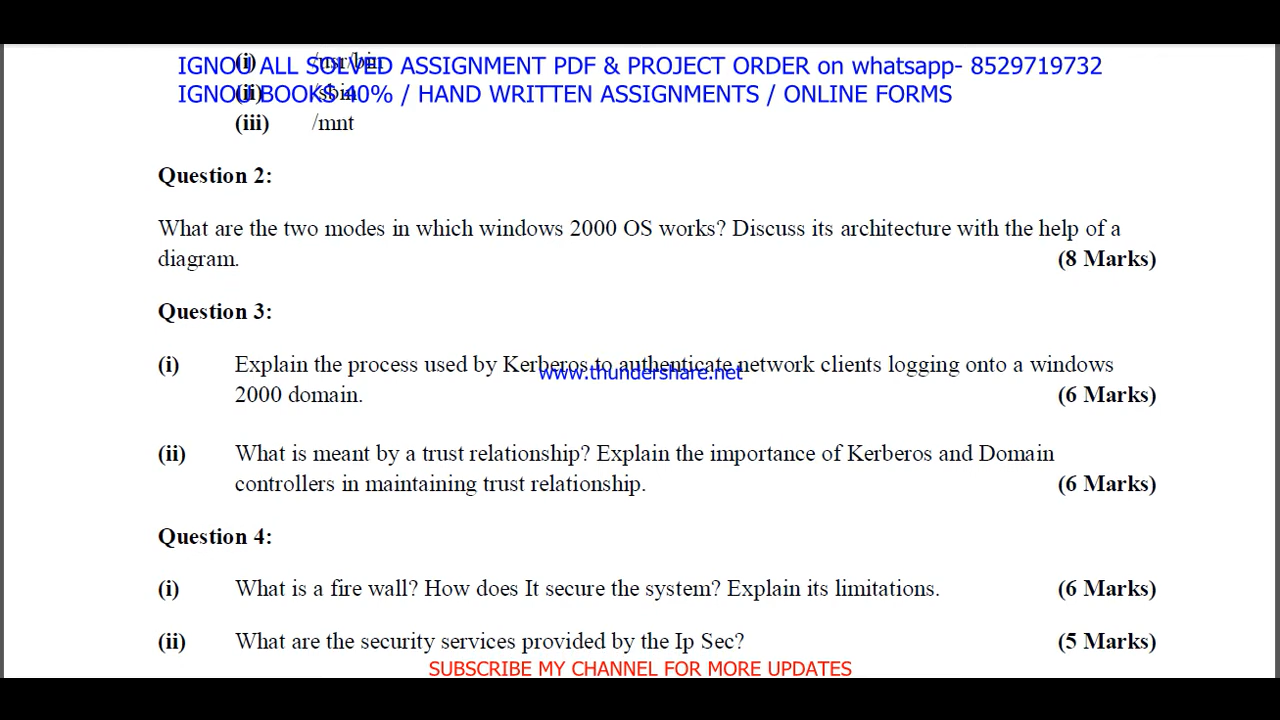 (i) /usr/bin
IGNOU ALL SOLVED ASSIGNMENT PDF & PROJECT ORDER on whatsapp- 8529719732
(ii) /sbin
IGNOU BOOKS 40% / HAND WRITTEN ASSIGNMENTS / ONLINE FORMS
(iii) /mnt
Question 2:
What are the two modes in which windows 2000 OS works? Discuss its architecture with the help of a
diagram. (8 Marks)
Question 3:
(i) Explain the process used by Kerberos to authenticate network clients logging onto a windows
www.thundershare.net
2000 domain. (6 Marks)
(ii) What is meant by a trust relationship? Explain the importance of Kerberos and Domain
controllers in maintaining trust relationship. (6 Marks)
Question 4:
(i) What is a fire wall? How does It secure the system? Explain its limitations. (6 Marks)
(ii) What are the security services provided by the Ip Sec? (5 Marks)
SUBSCRIBE MY CHANNEL FOR MORE UPDATES